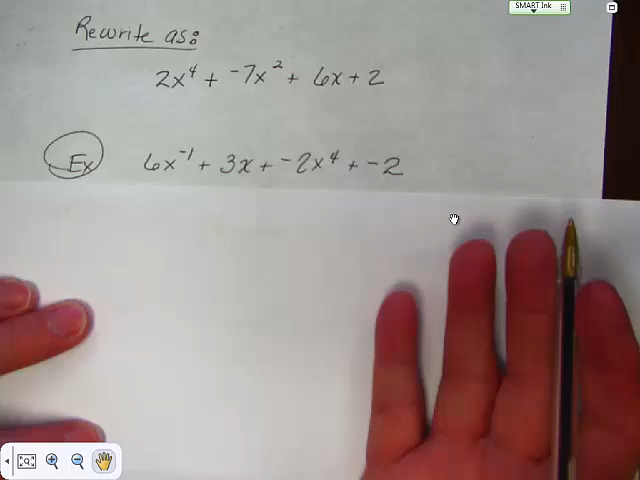 SMART Ink
Rewrite as:
2x⁴ + ⁻7x² + 6x + 2
Ex 6x⁻¹ + 3x + ⁻2x⁴ + ⁻2